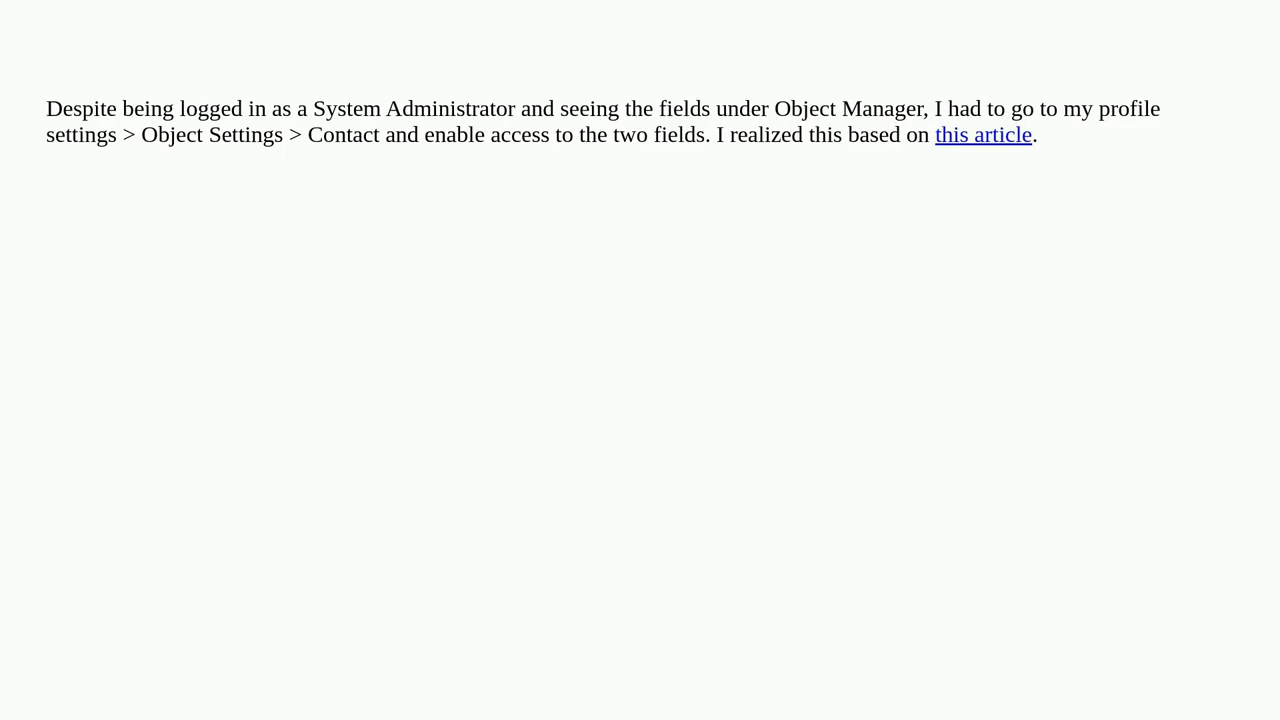 Despite being logged in as a System Administrator and seeing the fields under Object Manager, I had to go to my profile
settings > Object Settings > Contact and enable access to the two fields. I realized this based on this article.